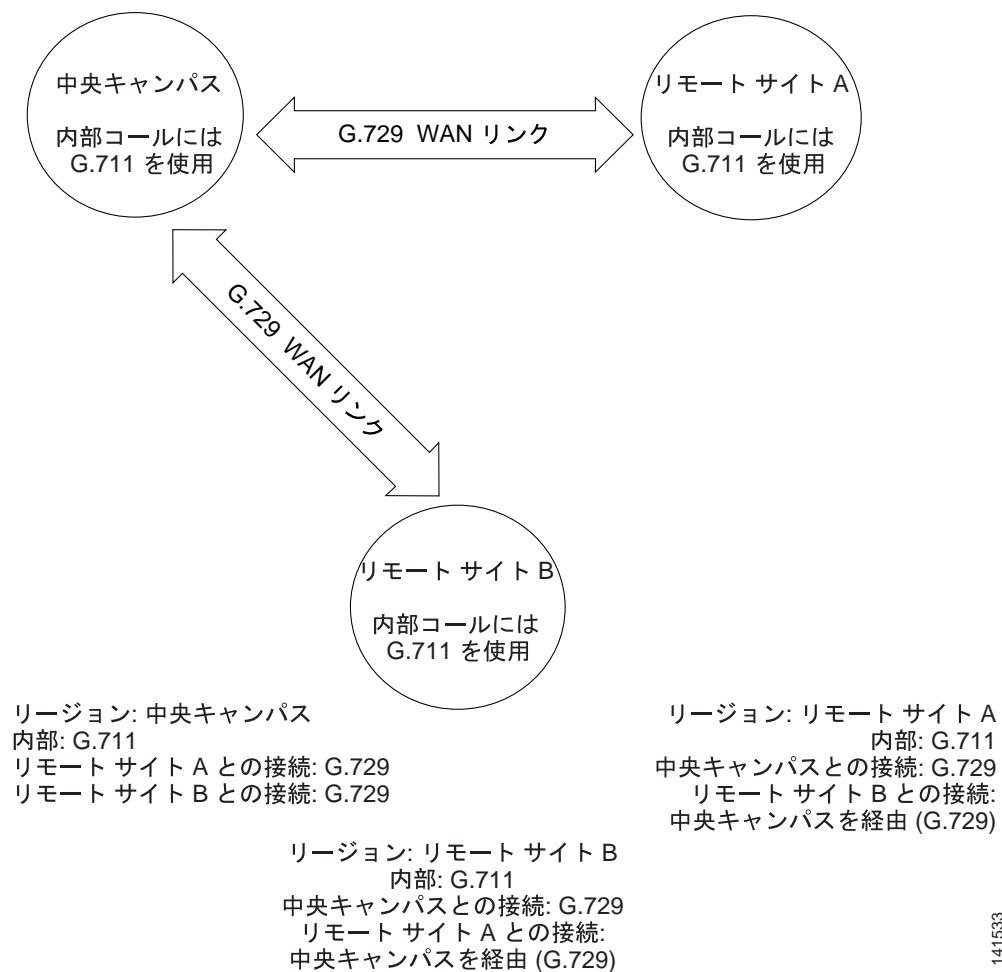 中央キャンパス
内部コールには
G.711 を使用
G.729 WAN リンク
リモート サイト A
内部コールには
G.711 を使用
G.729 WAN リンク
リモート サイト B
内部コールには
G.711 を使用
リージョン: 中央キャンパス
内部: G.711
リモート サイト A との接続: G.729
リモート サイト B との接続: G.729
リージョン: リモート サイト A
内部: G.711
中央キャンパスとの接続: G.729
リモート サイト B との接続:
中央キャンパスを経由 (G.729)
リージョン: リモート サイト B
内部: G.711
中央キャンパスとの接続: G.729
リモート サイト A との接続:
中央キャンパスを経由 (G.729)
141533